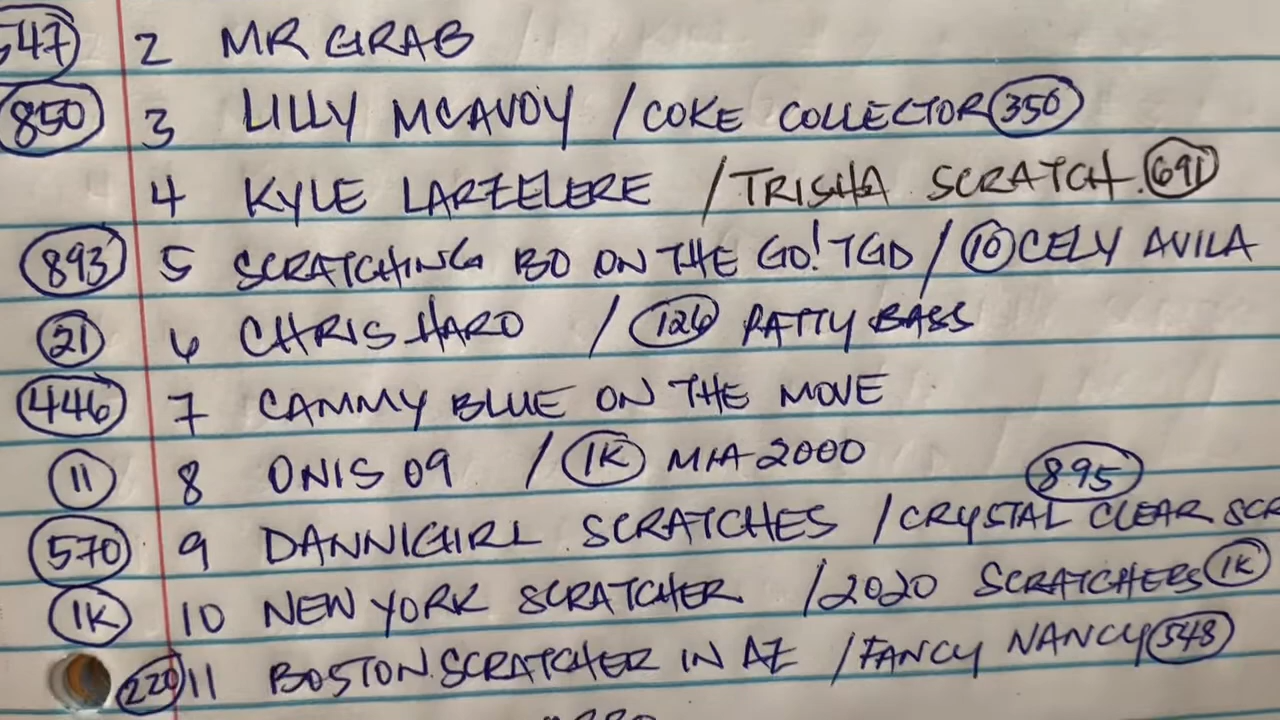 547 2 MR GRAB
850 3 LILLY MCAVOY / COKE COLLECTOR 350
4 KYLE LARZELERE / TRISHA SCRATCH. 691
893 5 SCRATCHING BO ON THE GO! TGD / 10 CELY AVILA
21 6 CHRIS HARO / 126 PATTY BASS
446 7 CAMMY BLUE ON THE MOVE
11 8 ONIS 09 / 1K MIA 2000
895
570 9 DANNIGIRL SCRATCHES / CRYSTAL CLEAR SCR
1K 10 NEW YORK SCRATCHER / 2020 SCRATCHERS 1K
220 11 BOSTON SCRATCHER IN AZ / FANCY NANCY 548